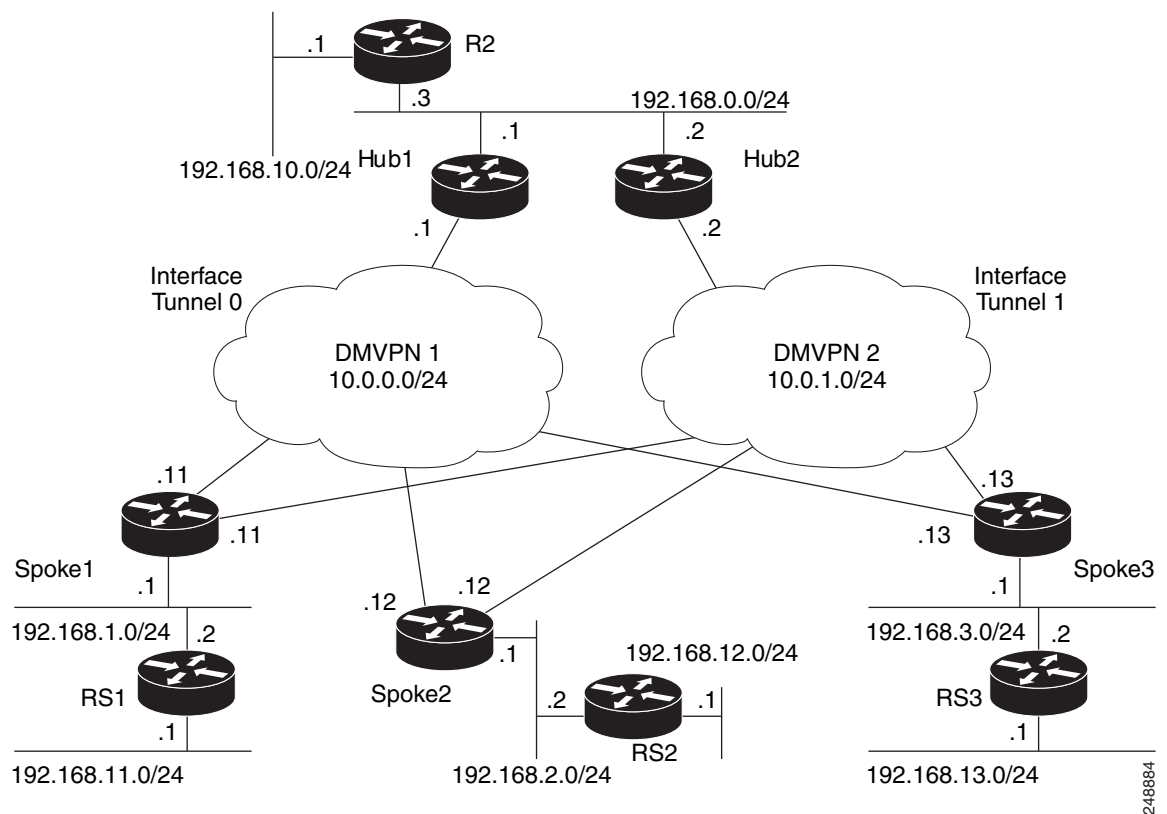 .1
R2
.3
192.168.0.0/24
.1
.2
Hub1
Hub2
192.168.10.0/24
.1
.2
Interface
Tunnel 0
Interface
Tunnel 1
DMVPN 1
10.0.0.0/24
DMVPN 2
10.0.1.0/24
.11
.13
.11
.13
Spoke1
Spoke3
.1
.12
.12
.1
192.168.1.0/24
.2
192.168.3.0/24
.2
.1
192.168.12.0/24
RS1
Spoke2
.2
.1
RS3
.1
RS2
.1
192.168.11.0/24
192.168.2.0/24
192.168.13.0/24
248884